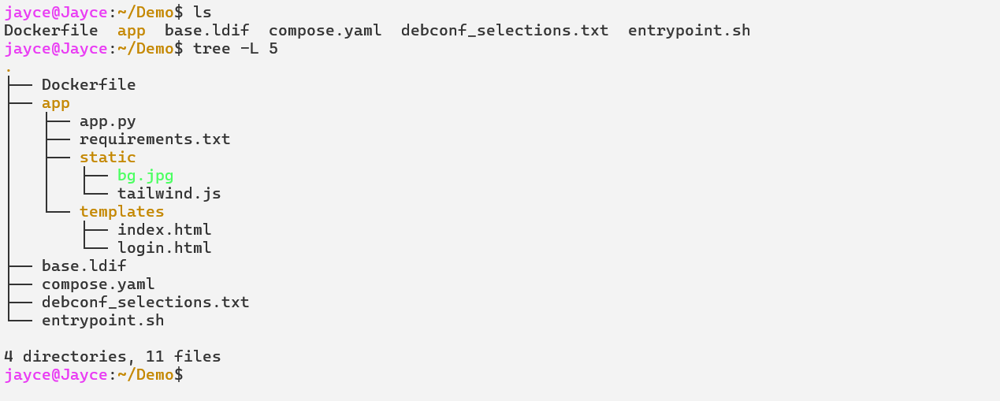 jayce@Jayce:~/Demo$ ls
Dockerfile  app  base.ldif  compose.yaml  debconf_selections.txt  entrypoint.sh
jayce@Jayce:~/Demo$ tree -L 5
.
├── Dockerfile
├── app
│   ├── app.py
│   ├── requirements.txt
│   ├── static
│   │   ├── bg.jpg
│   │   └── tailwind.js
│   └── templates
│       ├── index.html
│       └── login.html
├── base.ldif
├── compose.yaml
├── debconf_selections.txt
└── entrypoint.sh

4 directories, 11 files
jayce@Jayce:~/Demo$